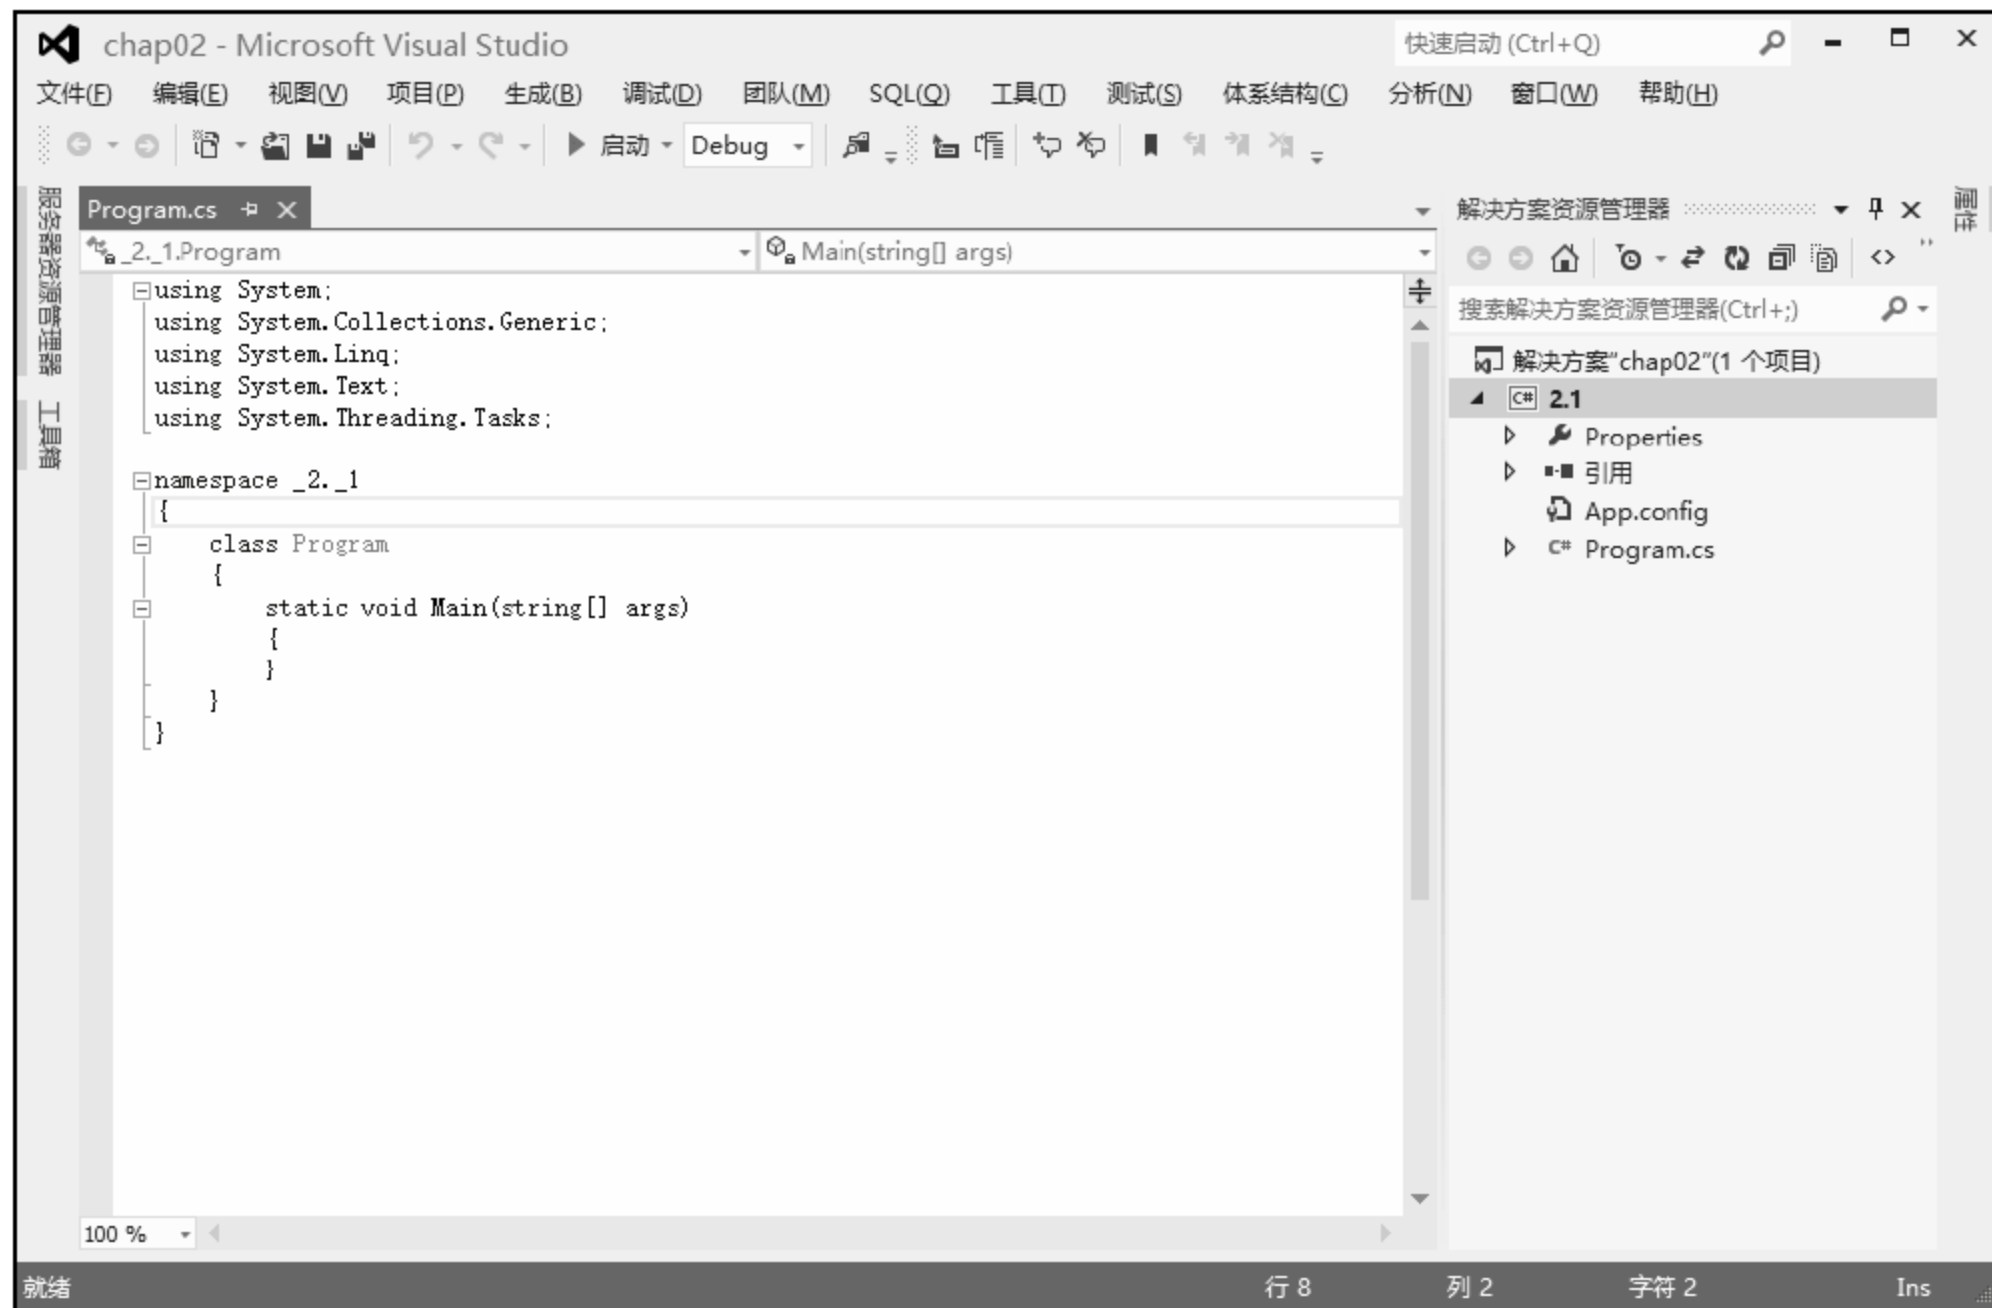 chap02 - Microsoft Visual Studio
快速启动 (Ctrl+Q)
文件(F) 编辑(E) 视图(V) 项目(P) 生成(B) 调试(D) 团队(M) SQL(Q) 工具(T) 测试(S) 体系结构(C) 分析(N) 窗口(W) 帮助(H)
启动 Debug
服务器资源管理器
工具箱
Program.cs
_2._1.Program
Main(string[] args)
using System;
using System.Collections.Generic;
using System.Linq;
using System.Text;
using System.Threading.Tasks;
namespace _2._1
{
class Program
{
static void Main(string[] args)
{
}
}
}
100 %
解决方案资源管理器
搜索解决方案资源管理器(Ctrl+;)
解决方案"chap02"(1 个项目)
C# 2.1
Properties
引用
App.config
C# Program.cs
属性
就绪 行 8 列 2 字符 2 Ins